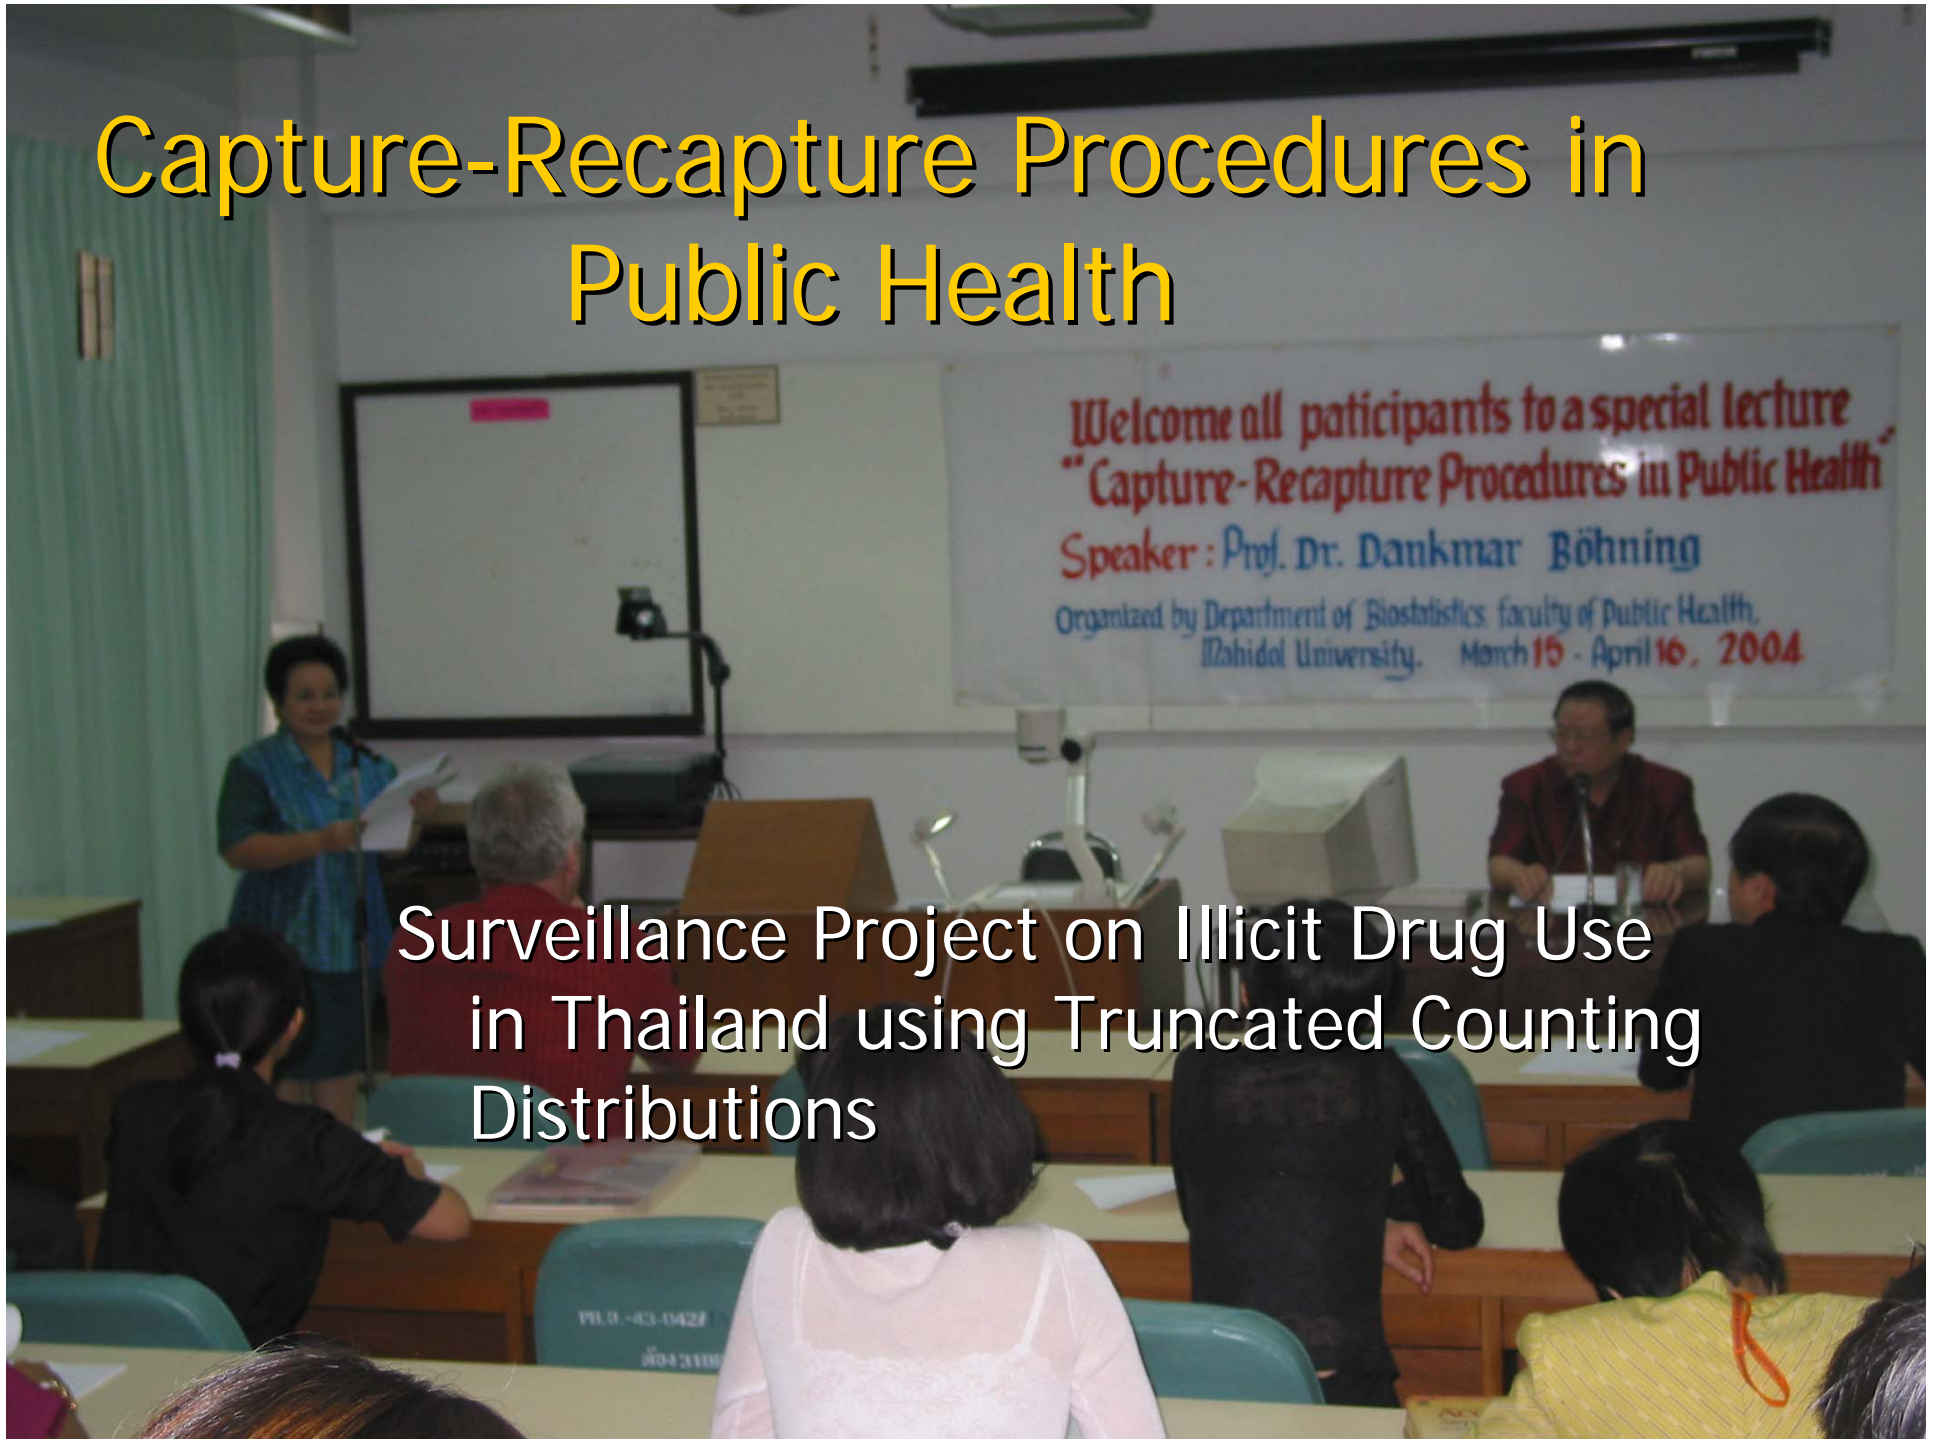 Capture-Recapture Procedures in
Public Health
Welcome all paticipants to a special lecture
"Capture-Recapture Procedures in Public Health"
Speaker : Prof. Dr. Dankmar Böhning
Organized by Department of Biostatistics, faculty of Public Health,
Mahidol University. March 15 - April 16, 2004
Surveillance Project on Illicit Drug Use
in Thailand using Truncated Counting
Distributions